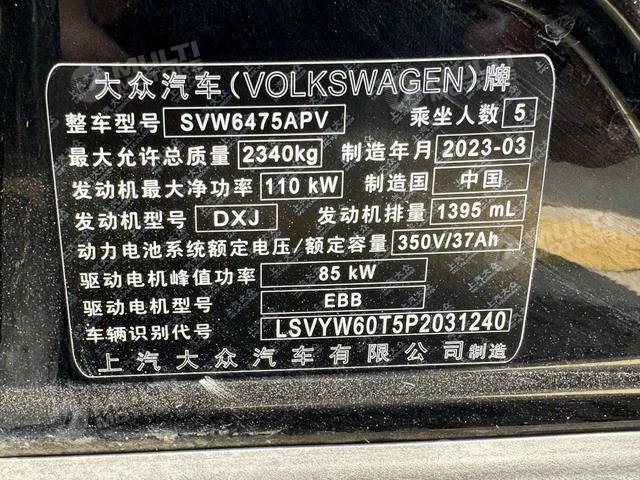 大众汽车(VOLKSWAGEN)牌
整车型号 SVW6475APV 乘坐人数 5
最大允许总质量 2340kg 制造年月 2023-03
发动机最大净功率 110 kW 制造国 中国
发动机型号 DXJ 发动机排量 1395 mL
动力电池系统额定电压/额定容量 350V/37Ah
驱动电机峰值功率 85 kW
驱动电机型号 EBB
车辆识别代号 LSVYW60T5P2031240
上汽大众汽车有限公司制造